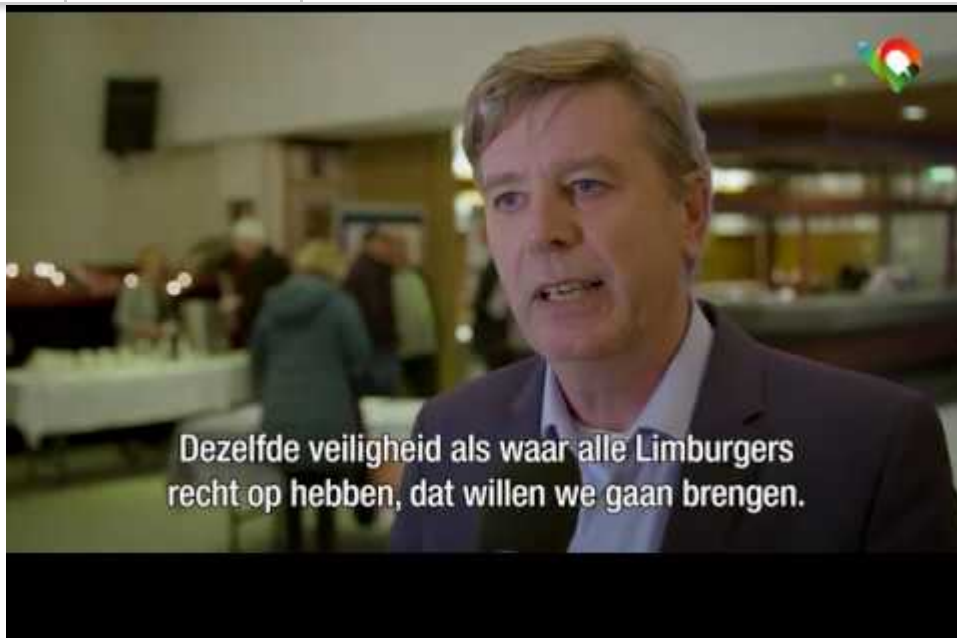 Dezelfde veiligheid als waar alle Limburgers
recht op hebben, dat willen we gaan brengen.